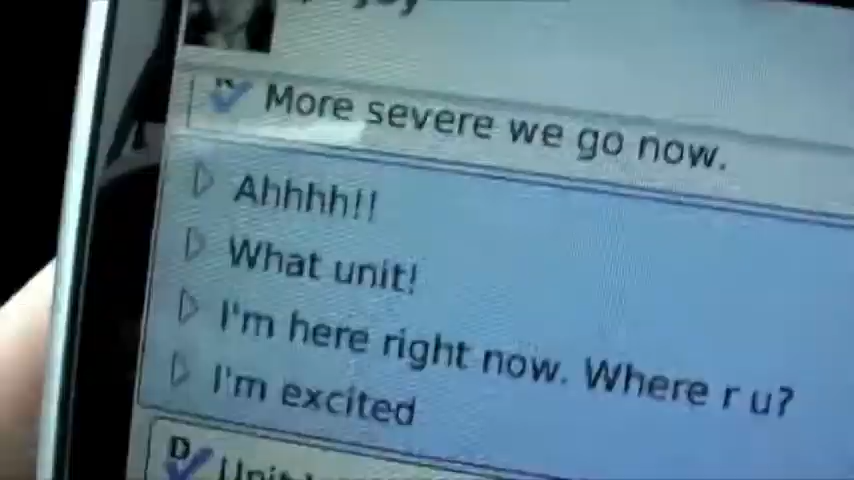 More severe we go now.
Ahhhh!!
What unit!
I'm here right now. Where r u?
I'm excited
D